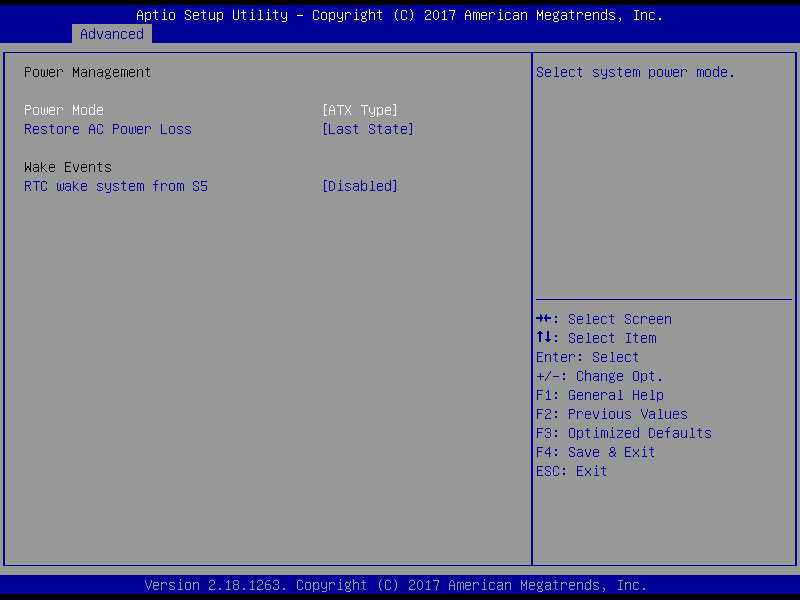 Aptio Setup Utility – Copyright (C) 2017 American Megatrends, Inc.
Advanced
Power Management
Power Mode [ATX Type]
Restore AC Power Loss [Last State]
Wake Events
RTC wake system from S5 [Disabled]
Select system power mode.
→←: Select Screen
↑↓: Select Item
Enter: Select
+/-: Change Opt.
F1: General Help
F2: Previous Values
F3: Optimized Defaults
F4: Save & Exit
ESC: Exit
Version 2.18.1263. Copyright (C) 2017 American Megatrends, Inc.